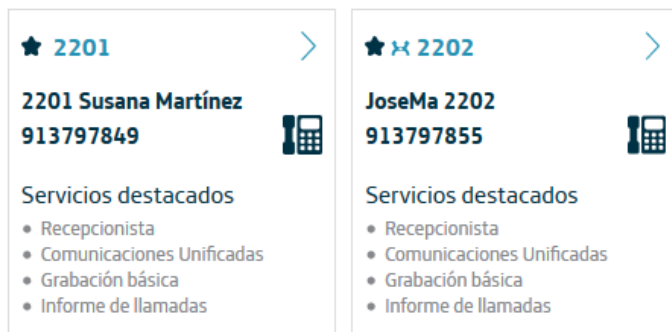 2201
2201 Susana Martínez
913797849
Servicios destacados
Recepcionista
Comunicaciones Unificadas
Grabación básica
Informe de llamadas
2202
JoseMa 2202
913797855
Servicios destacados
Recepcionista
Comunicaciones Unificadas
Grabación básica
Informe de llamadas